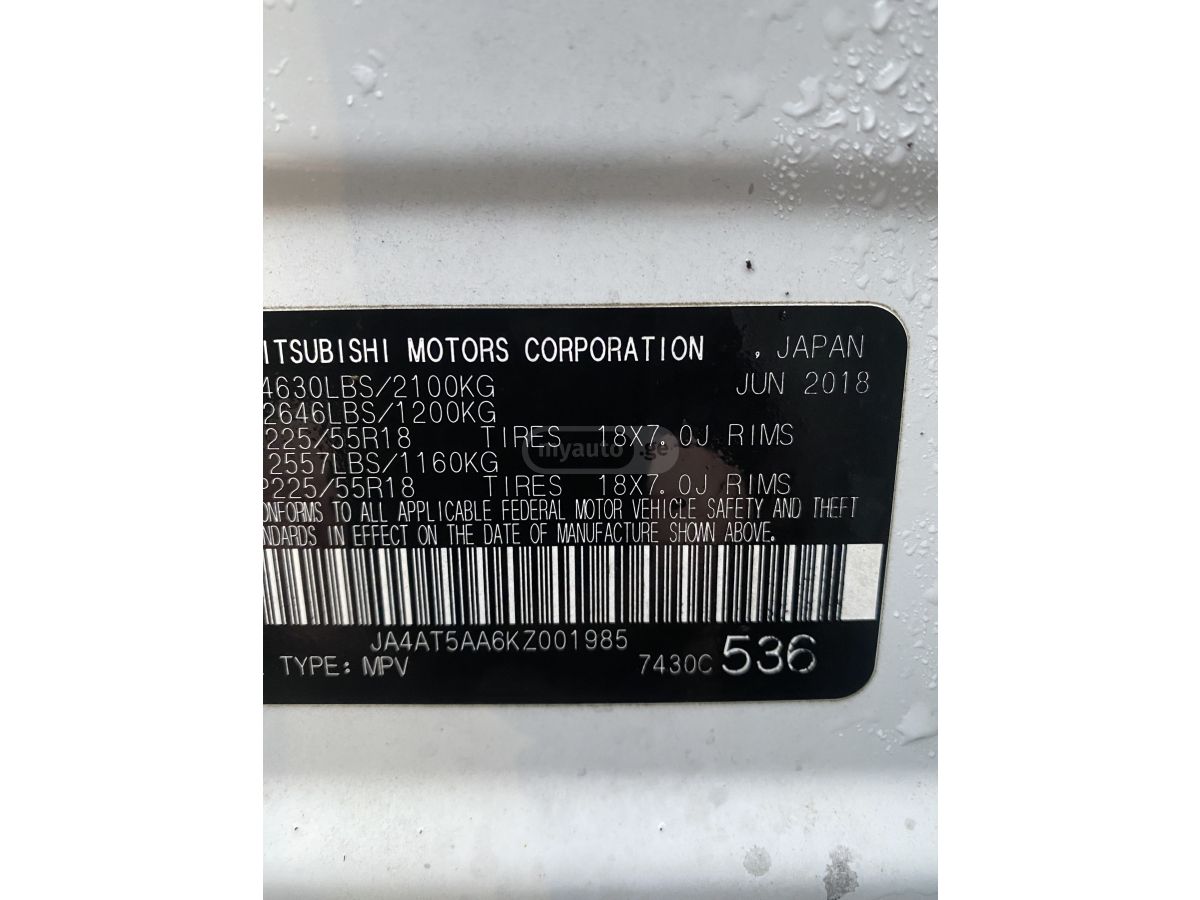 MITSUBISHI MOTORS CORPORATION , JAPAN
4630LBS/2100KG JUN 2018
2646LBS/1200KG
P225/55R18 TIRES 18X7.0J RIMS
2557LBS/1160KG
P225/55R18 TIRES 18X7.0J RIMS
CONFORMS TO ALL APPLICABLE FEDERAL MOTOR VEHICLE SAFETY AND THEFT
NDARDS IN EFFECT ON THE DATE OF MANUFACTURE SHOWN ABOVE.
JA4AT5AA6KZ001985
TYPE: MPV 7430C 536
myauto.ge